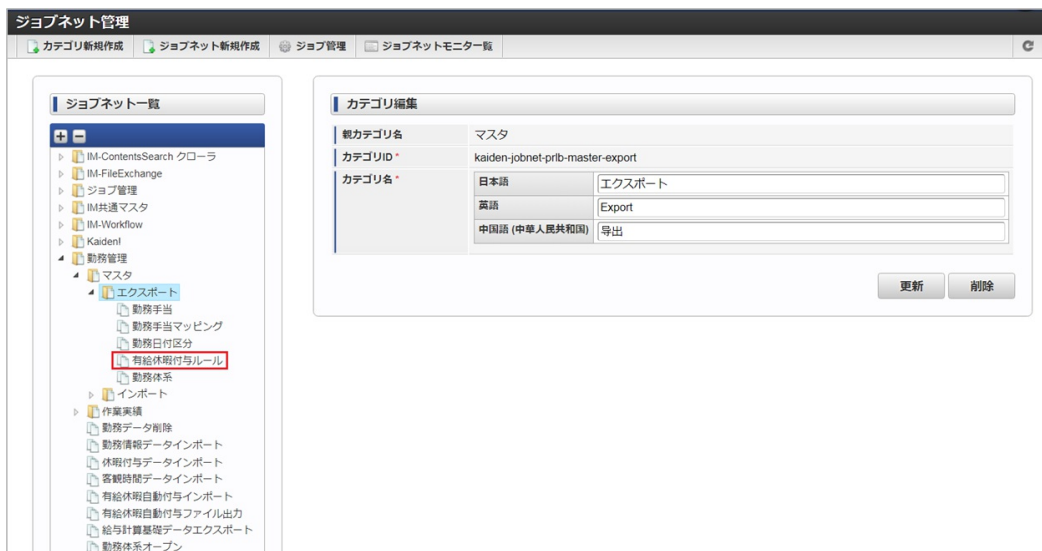 ジョブネット管理
カテゴリ新規作成 ジョブネット新規作成 ジョブ管理 ジョブネットモニター覧
ジョブネット一覧
IM-ContentsSearch クローラ
IM-FileExchange
ジョブ管理
IM共通マスタ
IM-Workflow
Kaiden!
勤務管理
マスタ
エクスポート
勤務手当
勤務手当マッピング
勤務日付区分
有給休暇付与ルール
勤務体系
インポート
作業実績
勤務データ削除
勤務情報データインポート
休暇付与データインポート
客観時間データインポート
有給休暇自動付与インポート
有給休暇自動付与ファイル出力
給与計算基礎データエクスポート
勤務体系オープン
カテゴリ編集
親カテゴリ名 マスタ
カテゴリID * kaiden-jobnet-prlb-master-export
カテゴリ名 * 日本語 エクスポート
英語 Export
中国語 (中華人民共和国) 导出
更新 削除